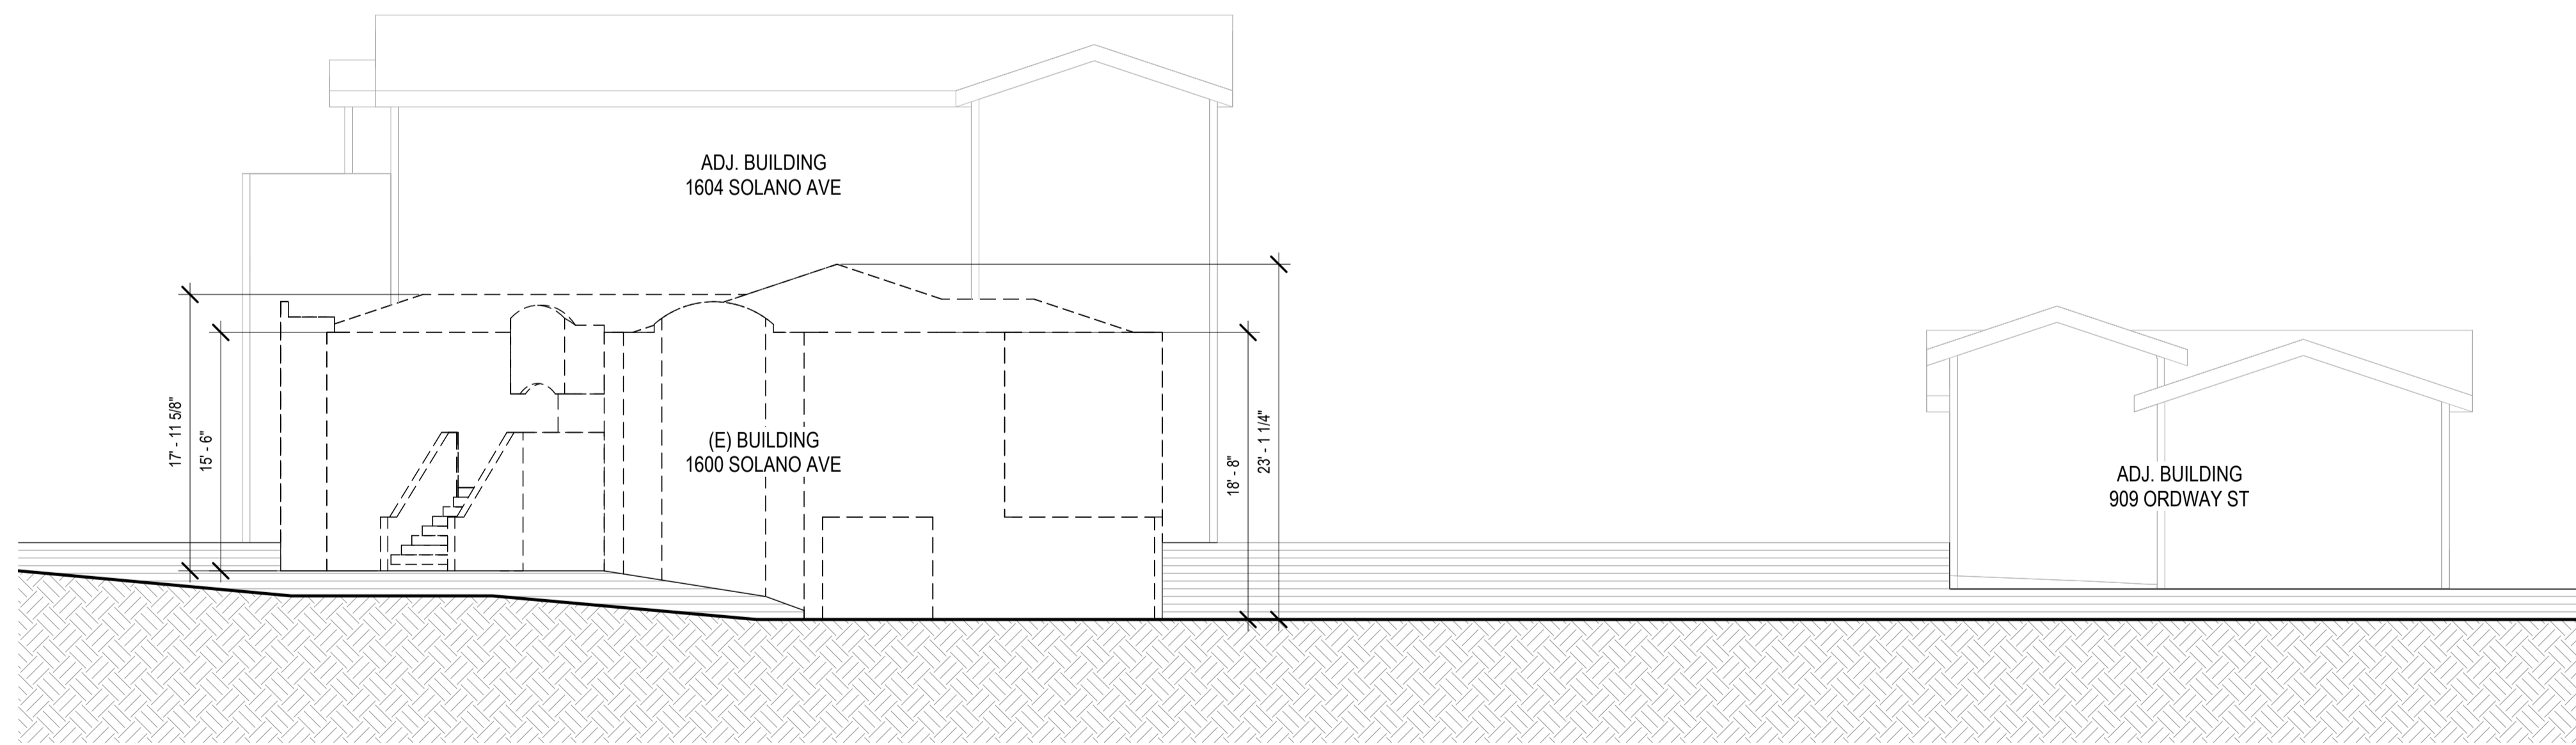 ADJ. BUILDING
1604 SOLANO AVE
17' - 11 5/8"
15' - 6"
(E) BUILDING
1600 SOLANO AVE
18' - 8"
23' - 1 1/4"
ADJ. BUILDING
909 ORDWAY ST